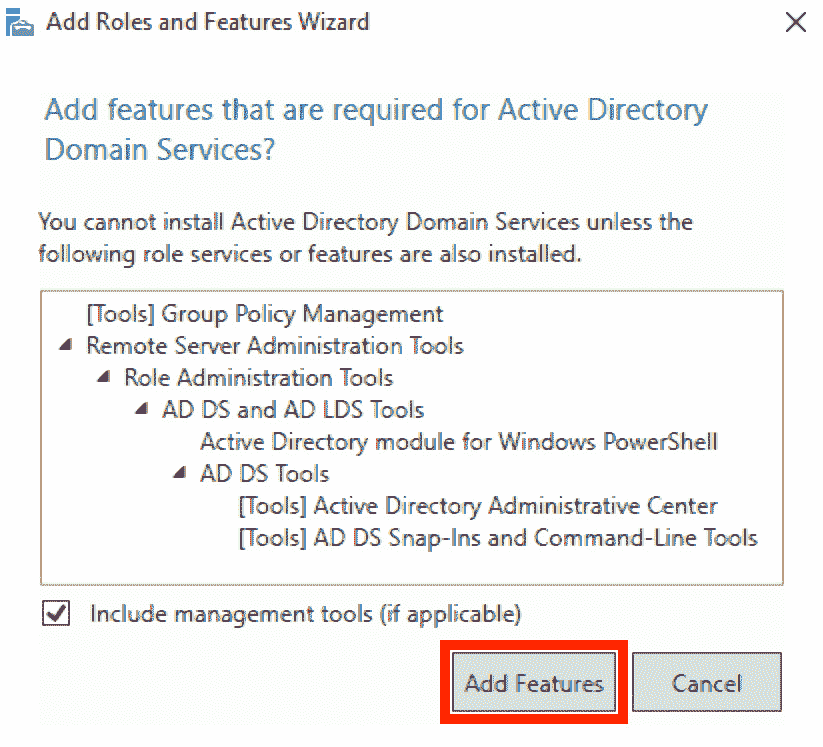 Add Roles and Features Wizard
Add features that are required for Active Directory
Domain Services?
You cannot install Active Directory Domain Services unless the
following role services or features are also installed.
[Tools] Group Policy Management
Remote Server Administration Tools
Role Administration Tools
AD DS and AD LDS Tools
Active Directory module for Windows PowerShell
AD DS Tools
[Tools] Active Directory Administrative Center
[Tools] AD DS Snap-Ins and Command-Line Tools
Include management tools (if applicable)
Add Features
Cancel